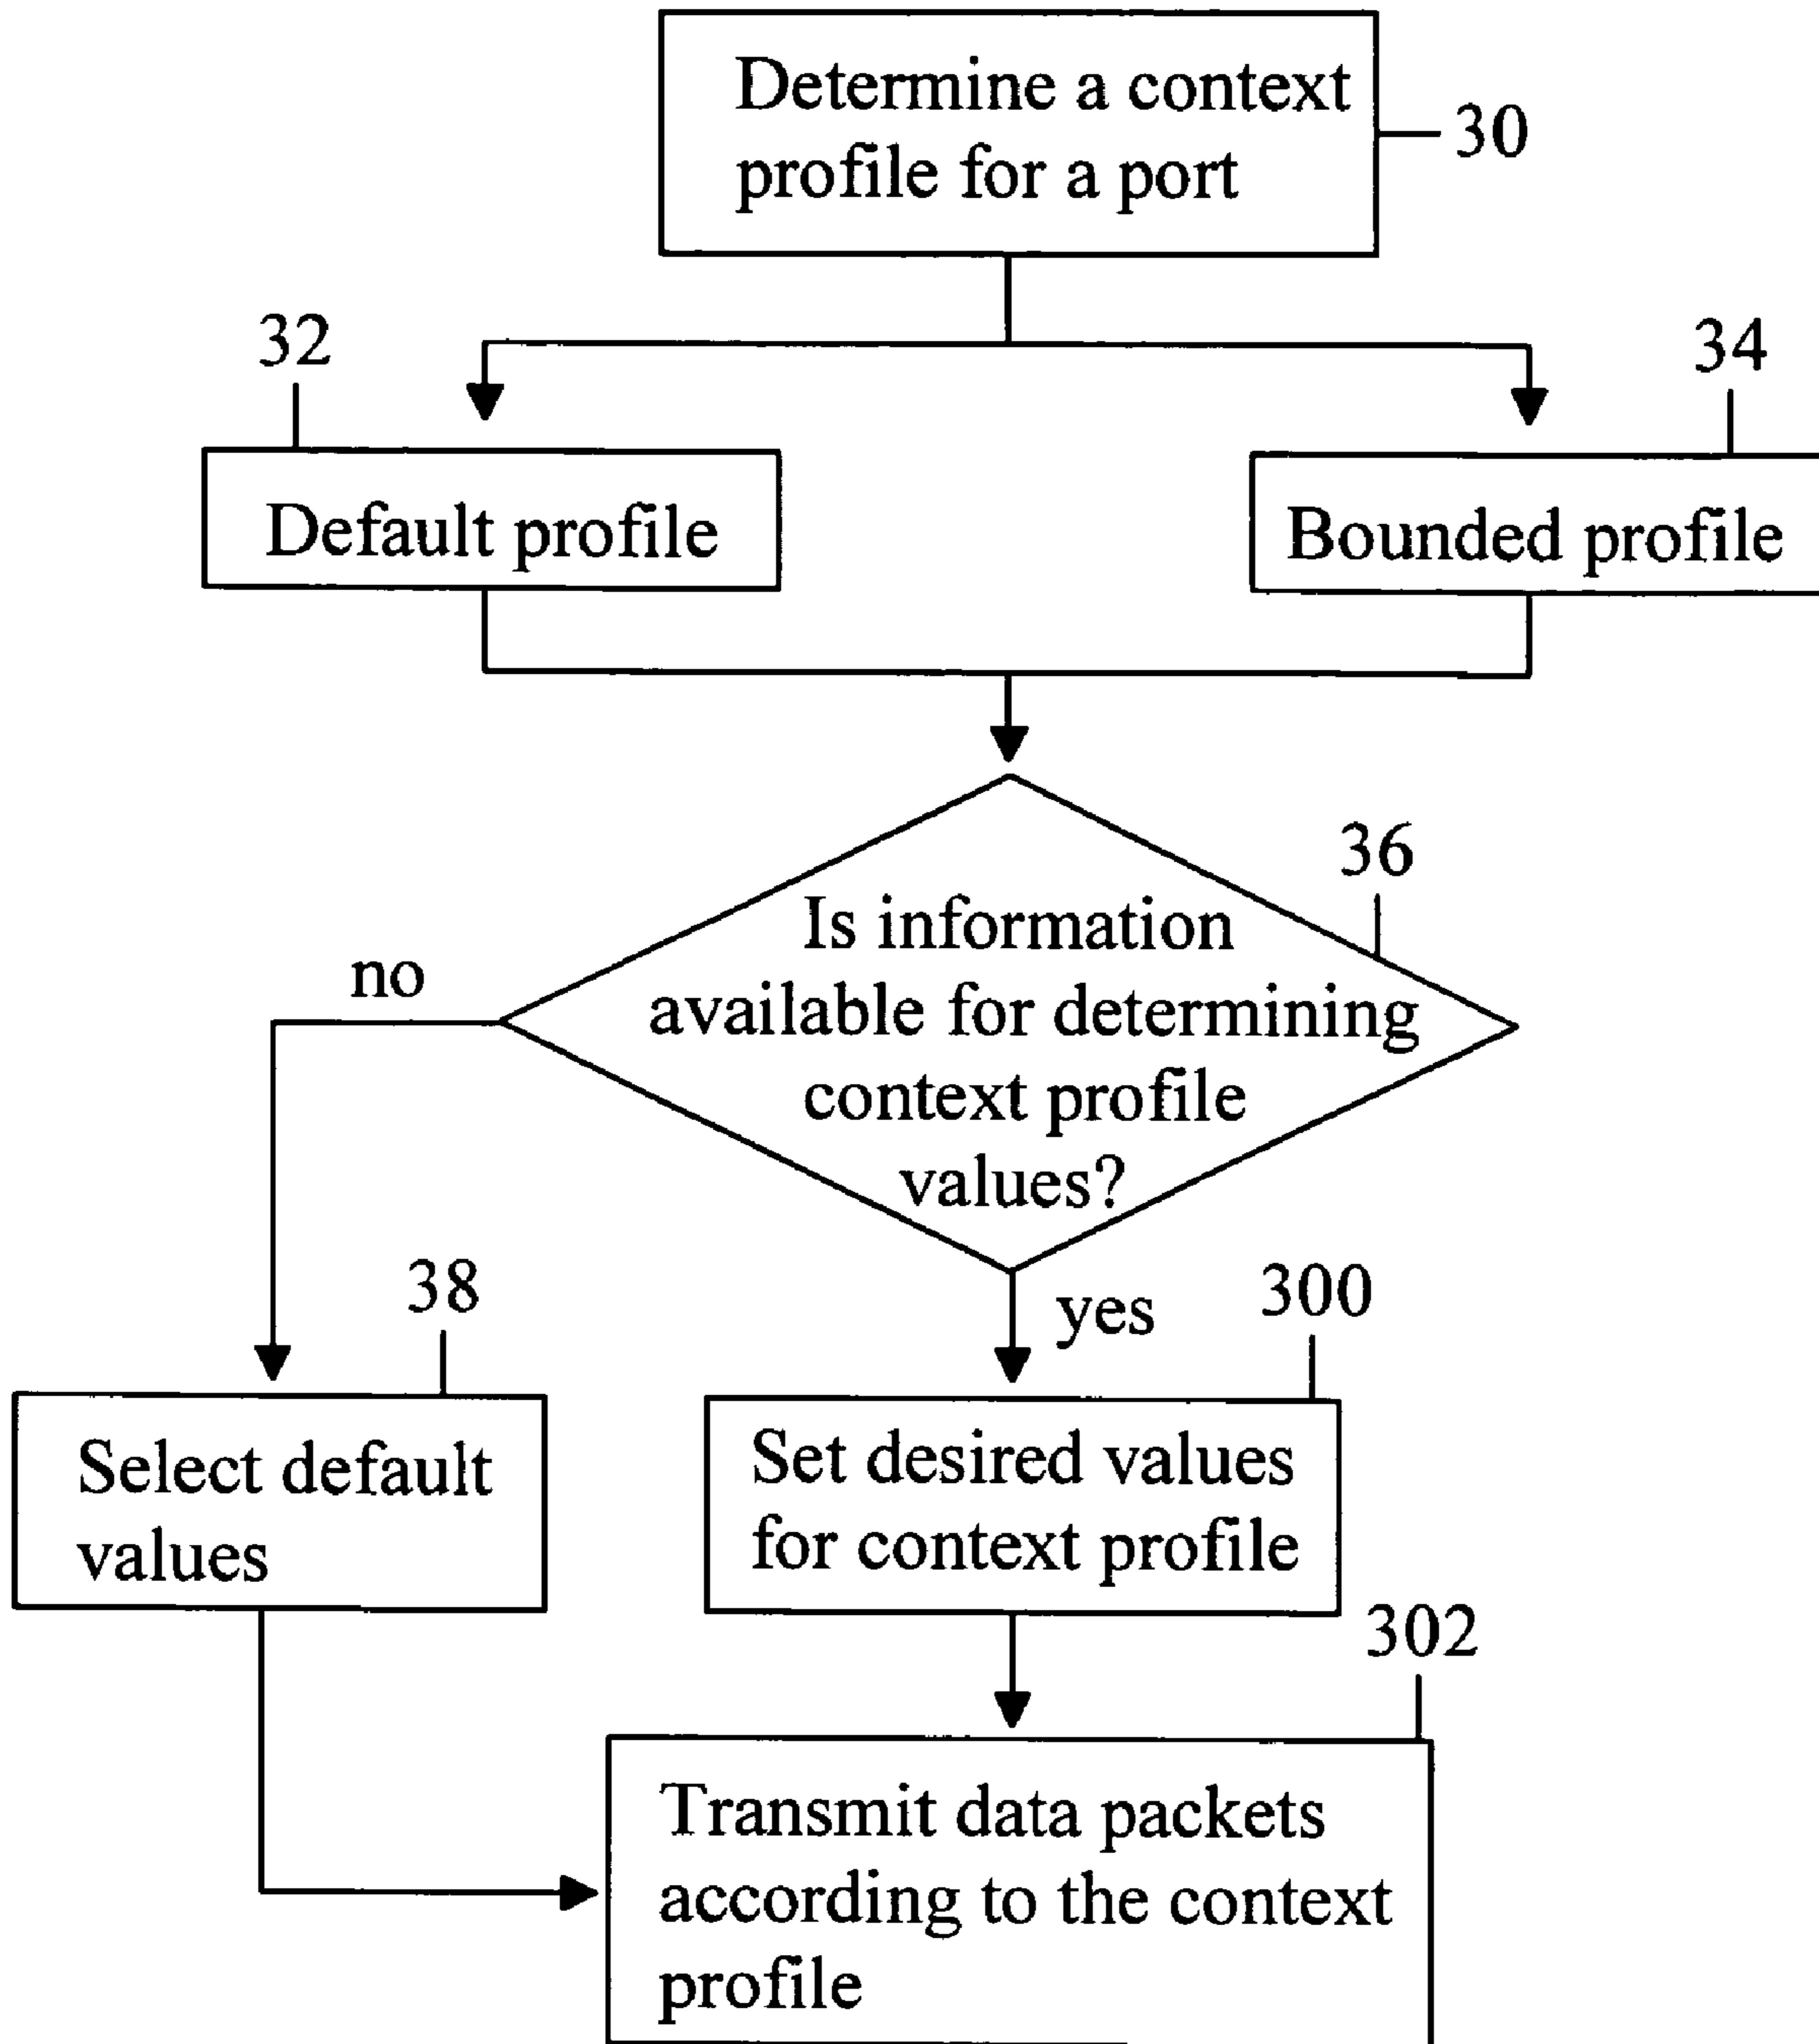 Determine a context
profile for a port
30
32
34
Default profile
Bounded profile
36
Is information
available for determining
context profile
values?
no
yes
38
300
Select default
values
Set desired values
for context profile
302
Transmit data packets
according to the context
profile